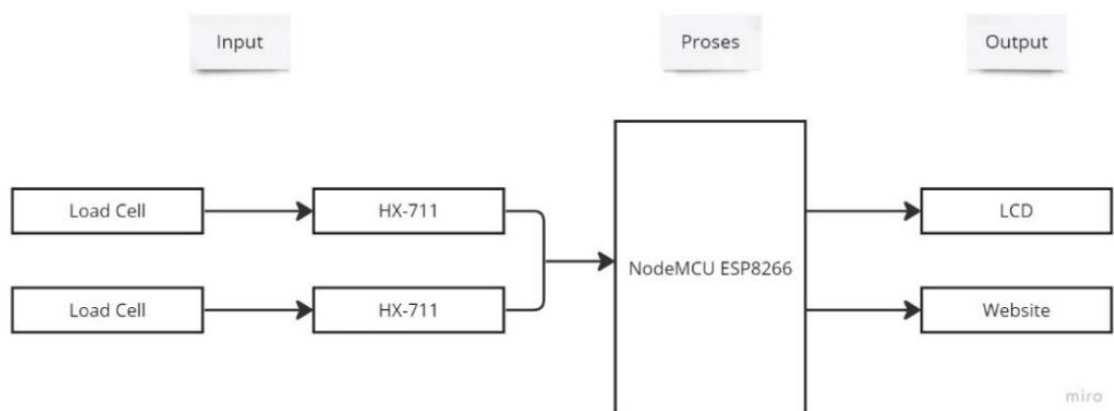 Input
Proses
Output
Load Cell
HX-711
LCD
NodeMCU ESP8266
Load Cell
HX-711
Website
miro